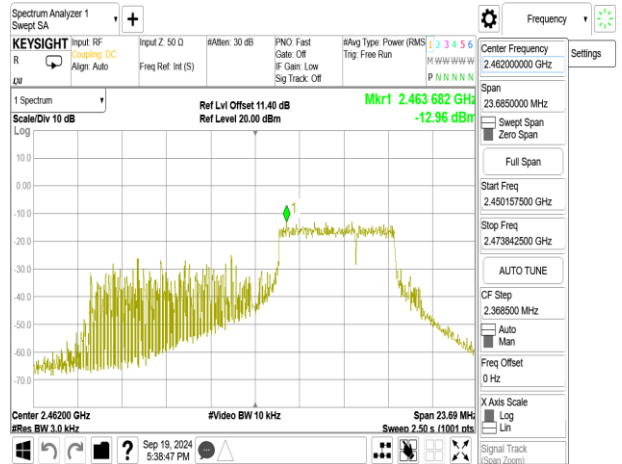 Spectrum Analyzer 1
Swept SA
Frequency
Settings
KEYSIGHT
R
Input: RF
Coupling: DC
Align: Auto
Input Z: 50 Ω
Freq Ref: Int (S)
#Atten: 30 dB
PNO: Fast
Gate: Off
IF Gain: Low
Sig Track: Off
#Avg Type: Power (RMS
Trig: Free Run
1 2 3 4 5 6
M W W W W W
P N N N N N
1 Spectrum
Scale/Div 10 dB
Log
Ref Lvl Offset 11.40 dB
Ref Level 20.00 dBm
Mkr1 2.463 682 GHz
-12.96 dBm
1
10.0
0.00
-10.0
-20.0
-30.0
-40.0
-50.0
-60.0
-70.0
Center 2.46200 GHz
#Res BW 3.0 kHz
#Video BW 10 kHz
Span 23.69 MHz
Sweep 2.50 s (1001 pts
Sep 19, 2024
5:38:47 PM
Center Frequency
2.462000000 GHz
Span
23.6850000 MHz
Swept Span
Zero Span
Full Span
Start Freq
2.450157500 GHz
Stop Freq
2.473842500 GHz
AUTO TUNE
CF Step
2.368500 MHz
Auto
Man
Freq Offset
0 Hz
X Axis Scale
Log
Lin
Signal Track
(Span Zoom)